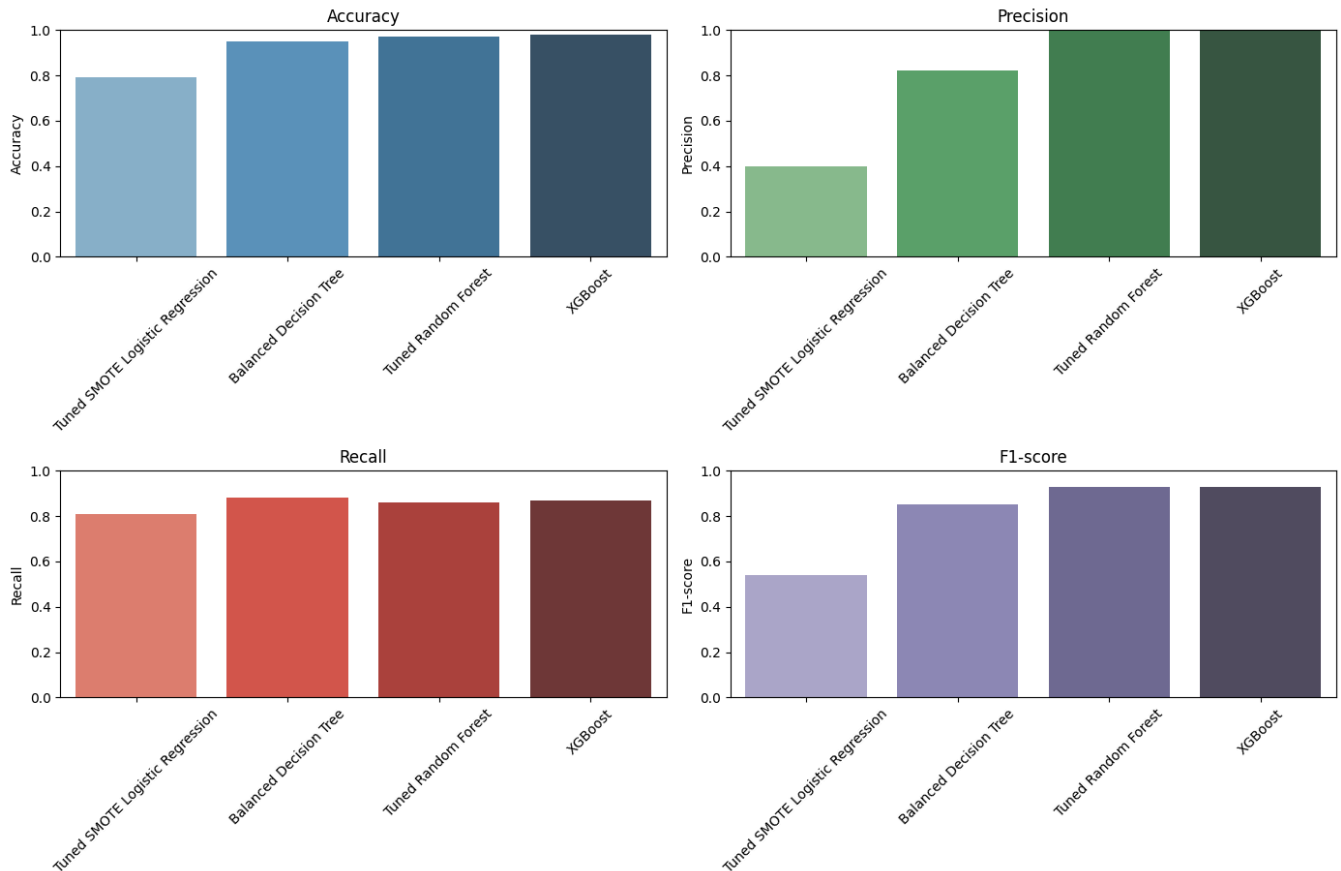 Accuracy
Accuracy
1.0
0.8
0.6
0.4
0.2
0.0
Tuned SMOTE Logistic Regression
Balanced Decision Tree
Tuned Random Forest
XGBoost
Precision
Precision
1.0
0.8
0.6
0.4
0.2
0.0
Tuned SMOTE Logistic Regression
Balanced Decision Tree
Tuned Random Forest
XGBoost
Recall
Recall
1.0
0.8
0.6
0.4
0.2
0.0
Tuned SMOTE Logistic Regression
Balanced Decision Tree
Tuned Random Forest
XGBoost
F1-score
F1-score
1.0
0.8
0.6
0.4
0.2
0.0
Tuned SMOTE Logistic Regression
Balanced Decision Tree
Tuned Random Forest
XGBoost